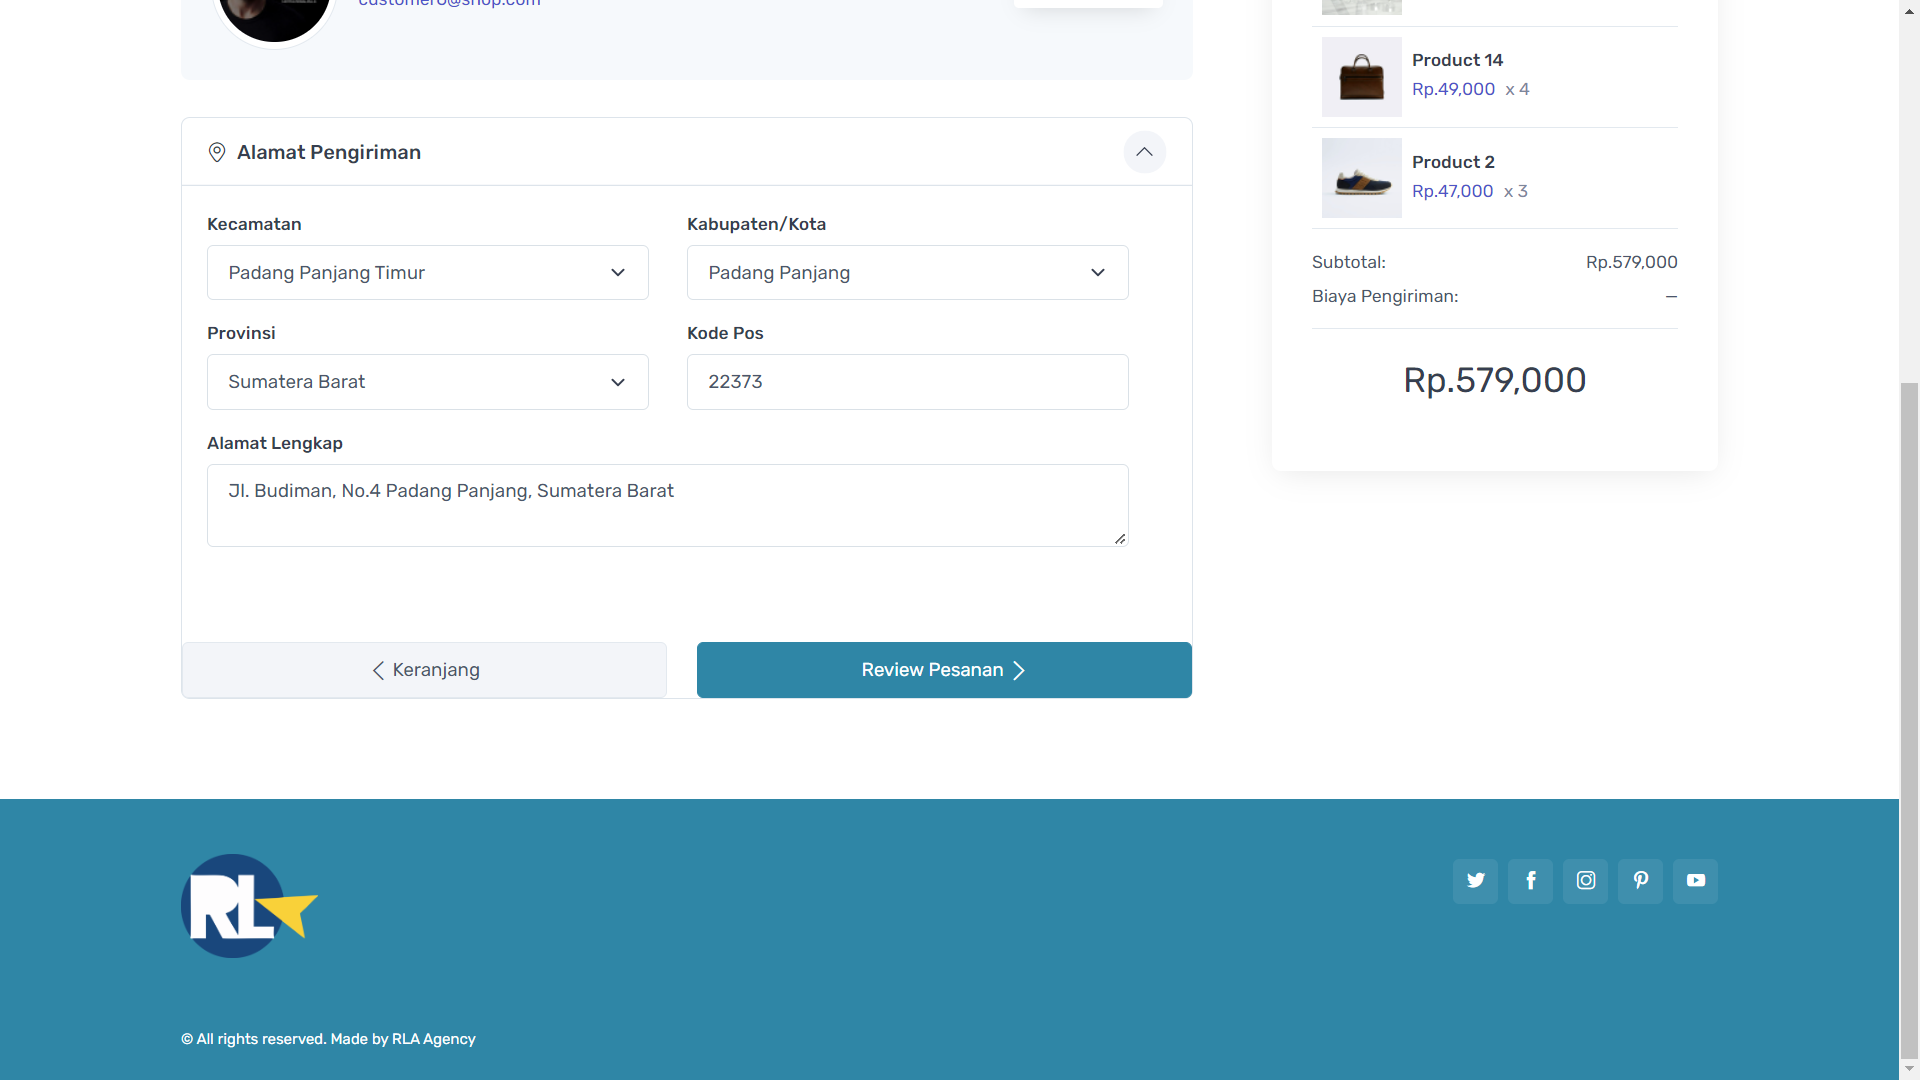 customer6@shop.com
Alamat Pengiriman
Kecamatan
Kabupaten/Kota
Padang Panjang Timur
Padang Panjang
Provinsi
Kode Pos
Sumatera Barat
22373
Alamat Lengkap
Jl. Budiman, No.4 Padang Panjang, Sumatera Barat
Keranjang
Review Pesanan
Product 14
Rp.49,000 x 4
Product 2
Rp.47,000 x 3
Subtotal: Rp.579,000
Biaya Pengiriman: —
Rp.579,000
RL
© All rights reserved. Made by RLA Agency